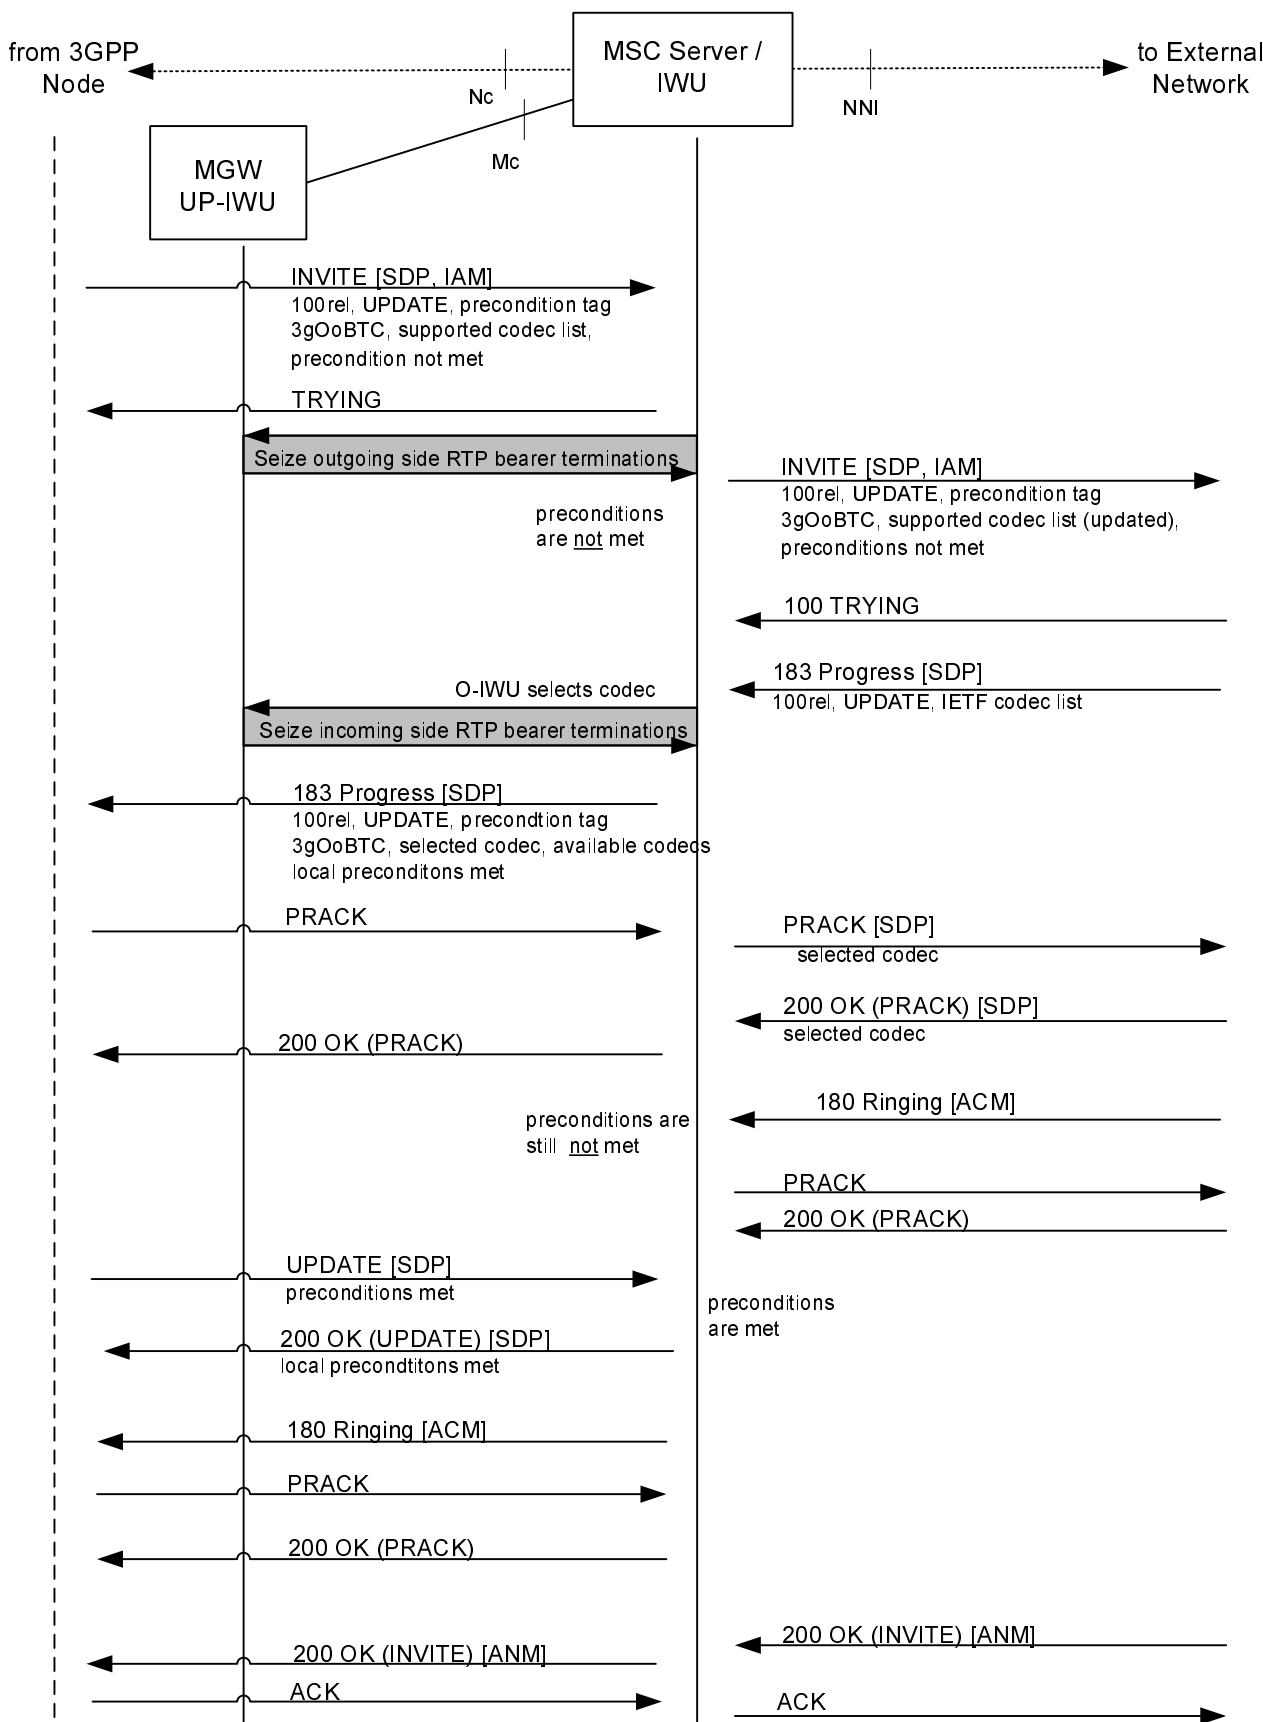 from 3GPP
Node
MSC Server /
IWU
to External
Network
Nc
NNI
Mc
MGW
UP-IWU
INVITE [SDP, IAM]
100rel, UPDATE, precondition tag
3gOoBTC, supported codec list,
precondition not met
TRYING
Seize outgoing side RTP bearer terminations
INVITE [SDP, IAM]
100rel, UPDATE, precondition tag
3gOoBTC, supported codec list (updated),
preconditions not met
preconditions
are not met
100 TRYING
183 Progress [SDP]
100rel, UPDATE, IETF codec list
O-IWU selects codec
Seize incoming side RTP bearer terminations
183 Progress [SDP]
100rel, UPDATE, precondtion tag
3gOoBTC, selected codec, available codecs
local preconditons met
PRACK
PRACK [SDP]
selected codec
200 OK (PRACK) [SDP]
selected codec
200 OK (PRACK)
180 Ringing [ACM]
preconditions are
still not met
PRACK
200 OK (PRACK)
UPDATE [SDP]
preconditions met
preconditions
are met
200 OK (UPDATE) [SDP]
local precondtitons met
180 Ringing [ACM]
PRACK
200 OK (PRACK)
200 OK (INVITE) [ANM]
200 OK (INVITE) [ANM]
ACK
ACK